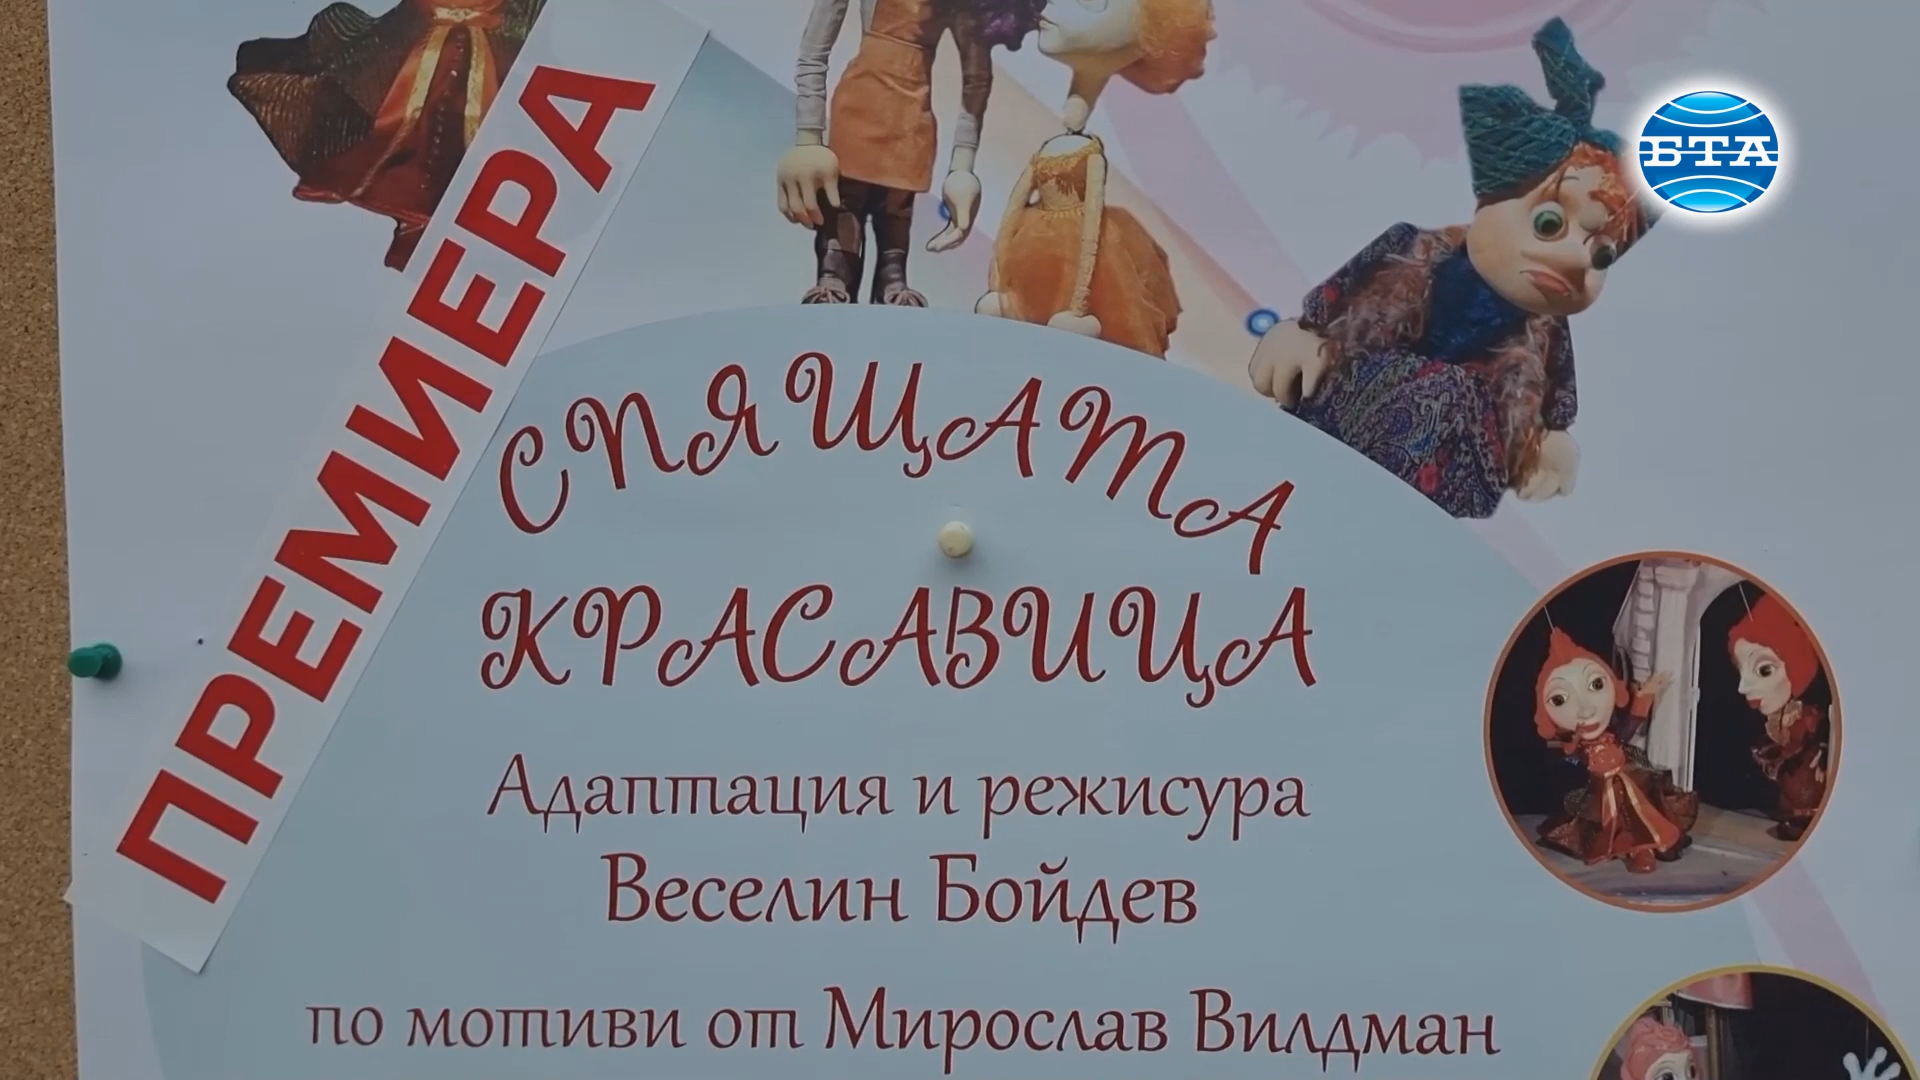 ПРЕМИЕРА
БТА
СПЯЩАТА
КРАСАВИЦА
Адаптация и режисура
Веселин Бойдев
по мотиви от Мирослав Вилдман